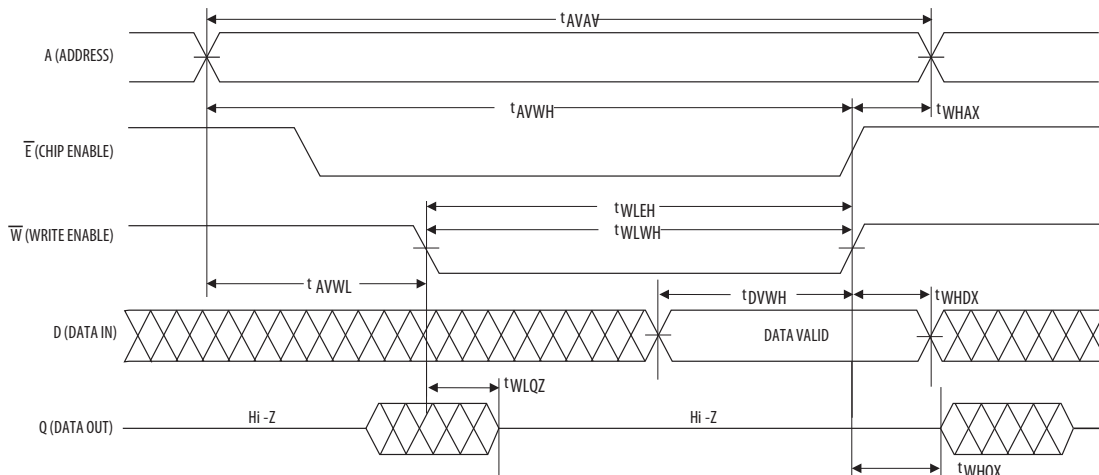 tAVAV
A (ADDRESS)
tAVWH
tWHAX
E (CHIP ENABLE)
tWLEH
tWLWH
W (WRITE ENABLE)
tAVWL
tDVWH
tWHDX
D (DATA IN)
DATA VALID
tWLQZ
Q (DATA OUT)
Hi -Z
Hi -Z
tWHQX